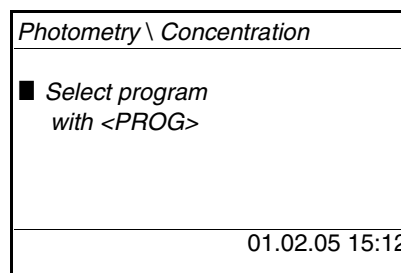 Photometry \ Concentration
Select program
with <PROG>
01.02.05 15:12